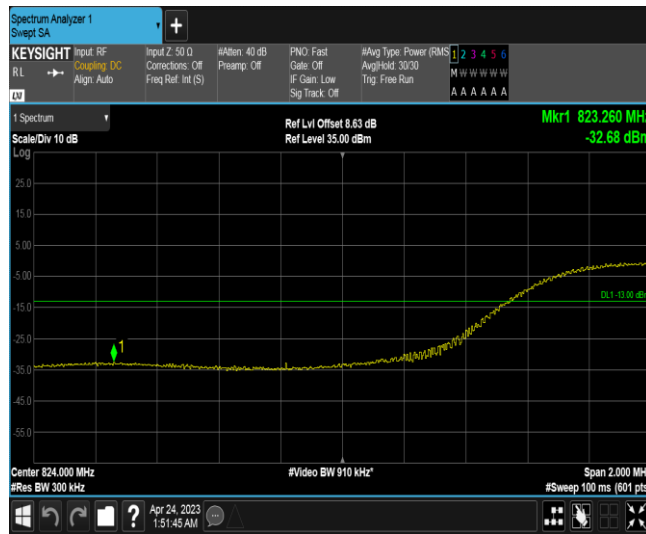 Spectrum Analyzer 1
Swept SA
+
KEYSIGHT Input: RF Input Z: 50 Ω #Atten: 40 dB PNO: Fast #Avg Type: Power (RMS 1 2 3 4 5 6
RL Coupling: DC Corrections: Off Preamp: Off Gate: Off Avg|Hold: 30/30 M W W W W W
Align: Auto Freq Ref: Int (S) IF Gain: Low Trig: Free Run
LXI Sig Track: Off A A A A A A
1 Spectrum Ref Lvl Offset 8.63 dB Mkr1 823.260 MHz
Scale/Div 10 dB Ref Level 35.00 dBm -32.68 dBm
Log
25.0
15.0
5.00
-5.00
DL1 -13.00 dBm
-15.0
-25.0
1
-35.0
-45.0
-55.0
Center 824.000 MHz #Video BW 910 kHz* Span 2.000 MH
#Res BW 300 kHz #Sweep 100 ms (601 pts
? Apr 24, 2023
1:51:45 AM